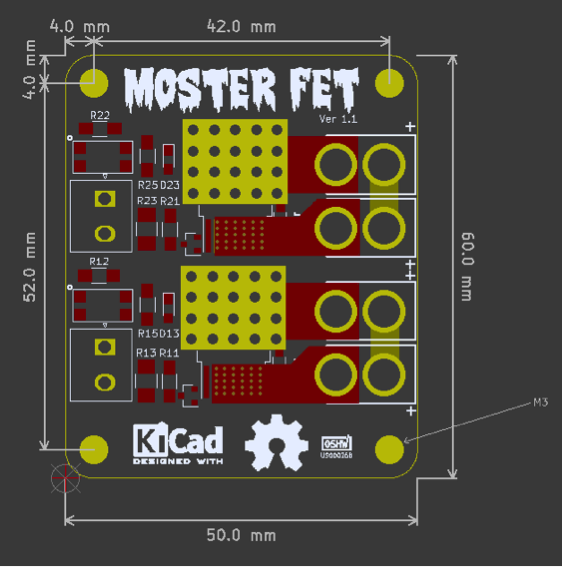 4.0 mm
42.0 mm
4.0 mm
MOSTER FET
Ver 1.1
R22
+
R25 D23
R23 R21
52.0 mm
60.0 mm
R12
+
+
R15 D13
R13 R11
+
M3
KiCad
DESIGNED WITH
OSHW
US000268
50.0 mm